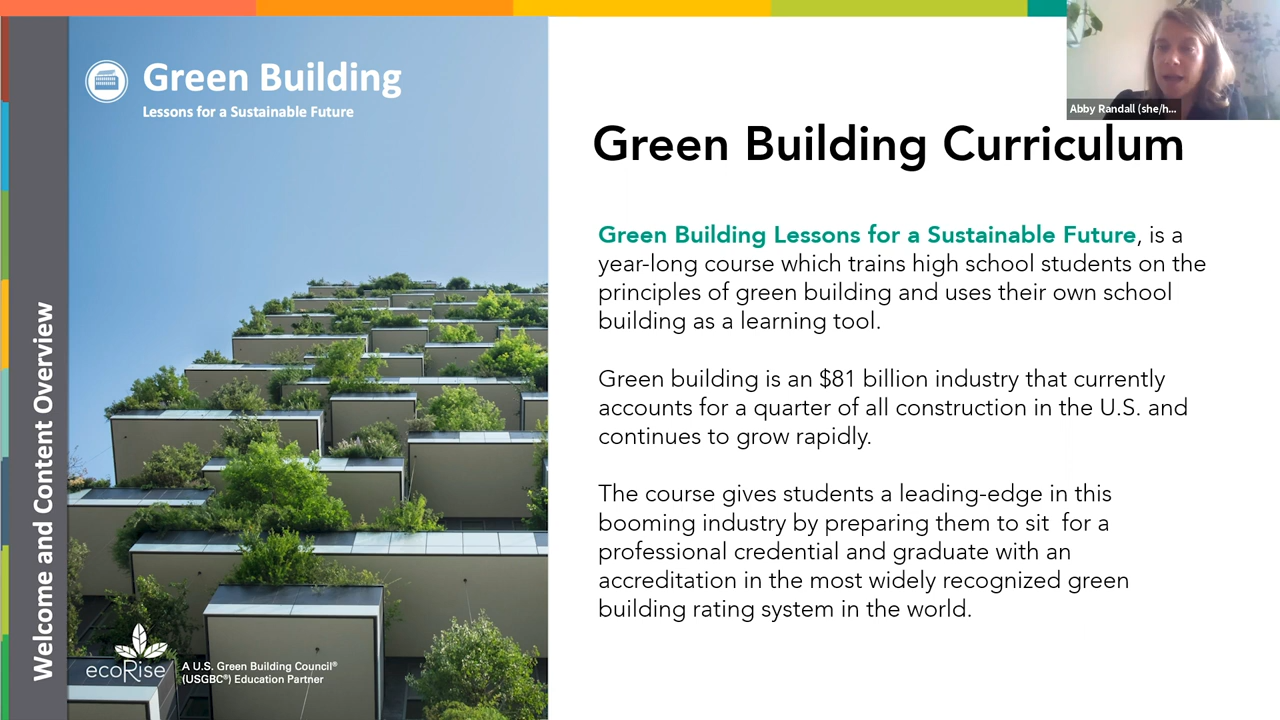 Green Building
Lessons for a Sustainable Future
Welcome and Content Overview
ecoRise
A U.S. Green Building Council®
(USGBC®) Education Partner
Abby Randall (she/h...
Green Building Curriculum
Green Building Lessons for a Sustainable Future, is a
year-long course which trains high school students on the
principles of green building and uses their own school
building as a learning tool.
Green building is an $81 billion industry that currently
accounts for a quarter of all construction in the U.S. and
continues to grow rapidly.
The course gives students a leading-edge in this
booming industry by preparing them to sit  for a
professional credential and graduate with an
accreditation in the most widely recognized green
building rating system in the world.